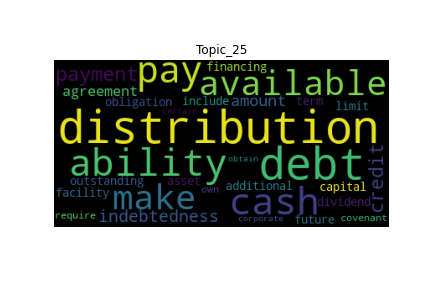 Topic_25
financing
payment pay available
agreement
obligation include amount term limit
certain
distribution
ability debt credit
obtain
outstanding asset own additional capital
facility make cash dividend
require indebtedness corporate future covenant